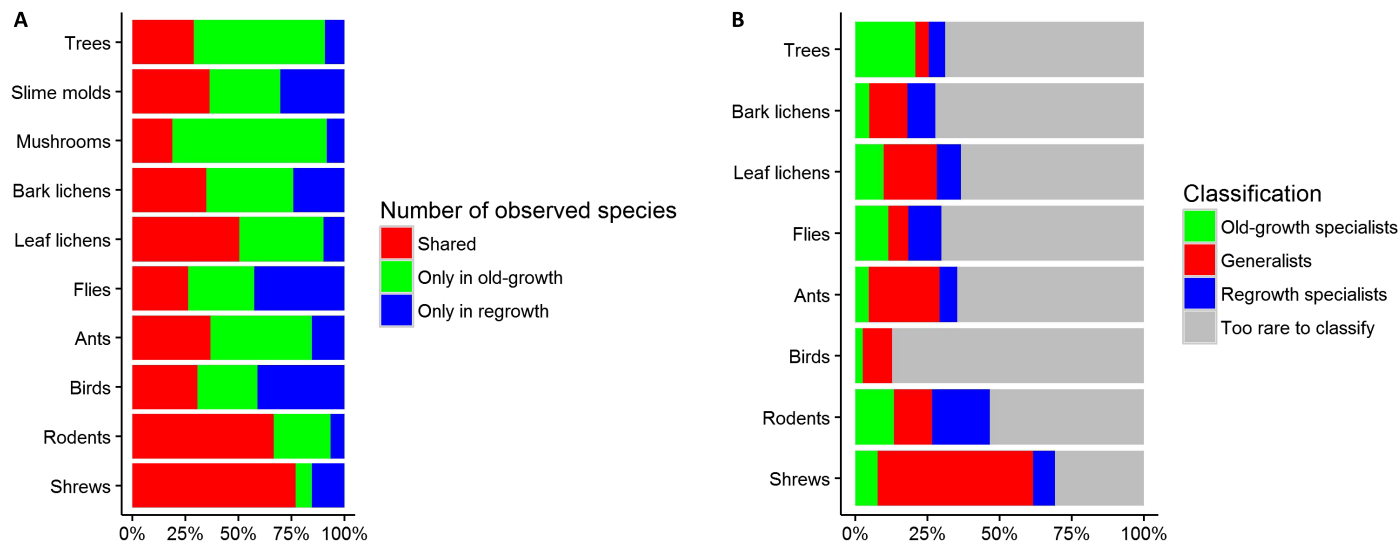 A
Trees
Slime molds
Mushrooms
Bark lichens
Leaf lichens
Flies
Ants
Birds
Rodents
Shrews
0% 25% 50% 75% 100%
Number of observed species
Shared
Only in old-growth
Only in regrowth
B
Trees
Bark lichens
Leaf lichens
Flies
Ants
Birds
Rodents
Shrews
0% 25% 50% 75% 100%
Classification
Old-growth specialists
Generalists
Regrowth specialists
Too rare to classify